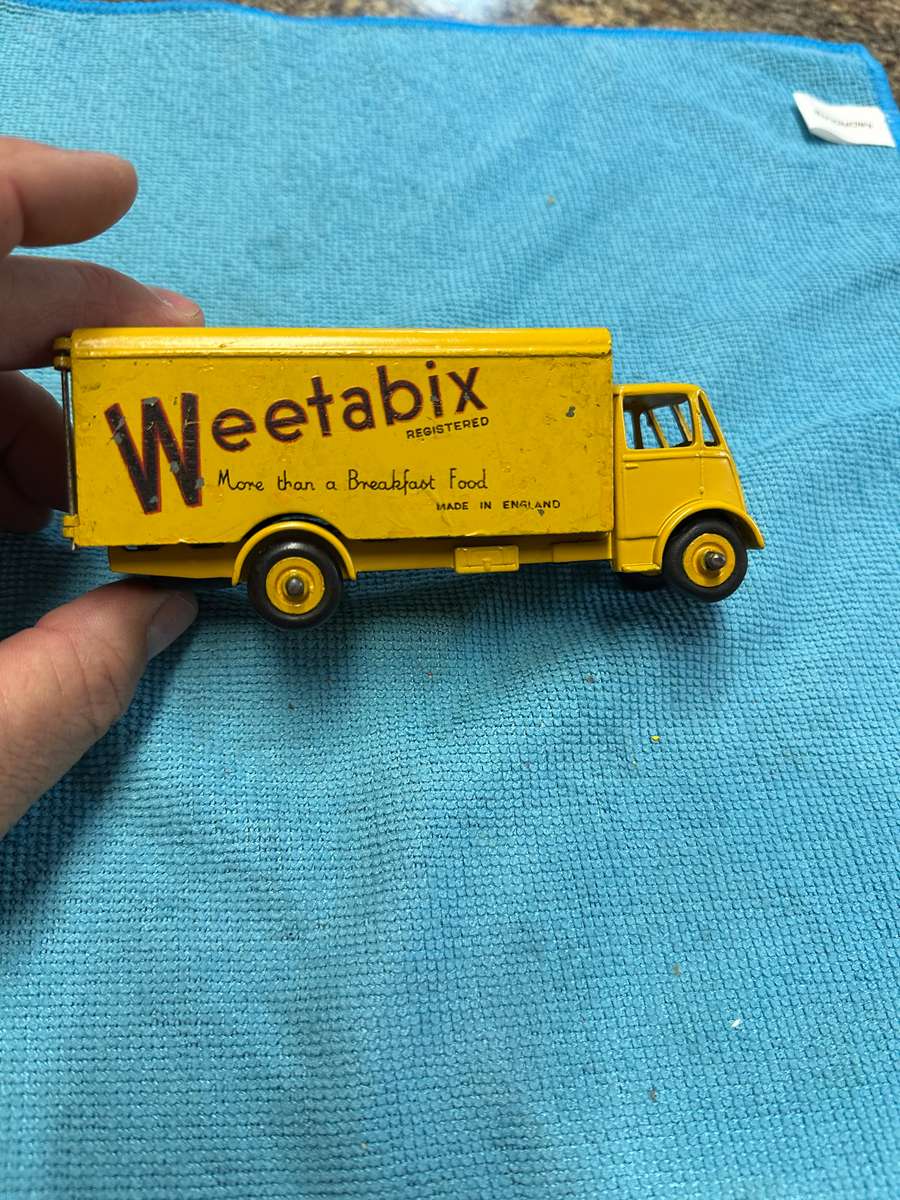 Weetabix
REGISTERED
More than a Breakfast Food
MADE IN ENGLAND